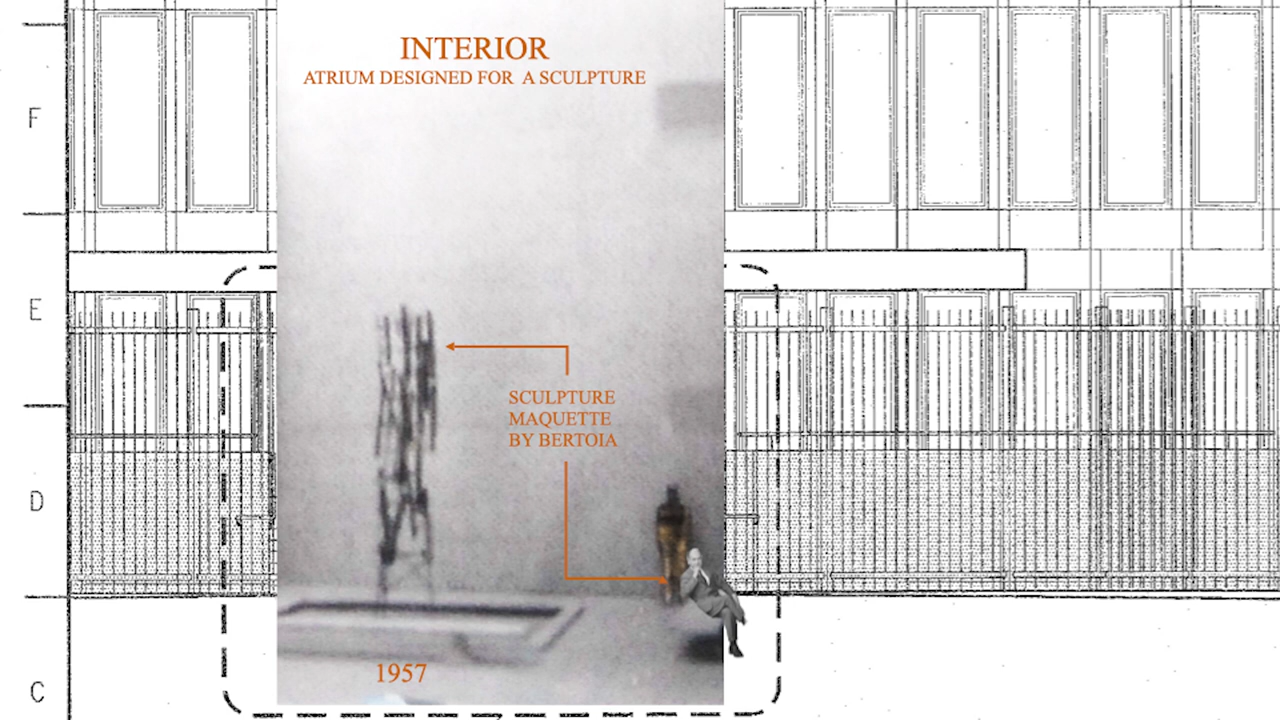 INTERIOR
ATRIUM DESIGNED FOR A SCULPTURE
F
E
SCULPTURE
MAQUETTE
BY BERTOIA
D
1957
C